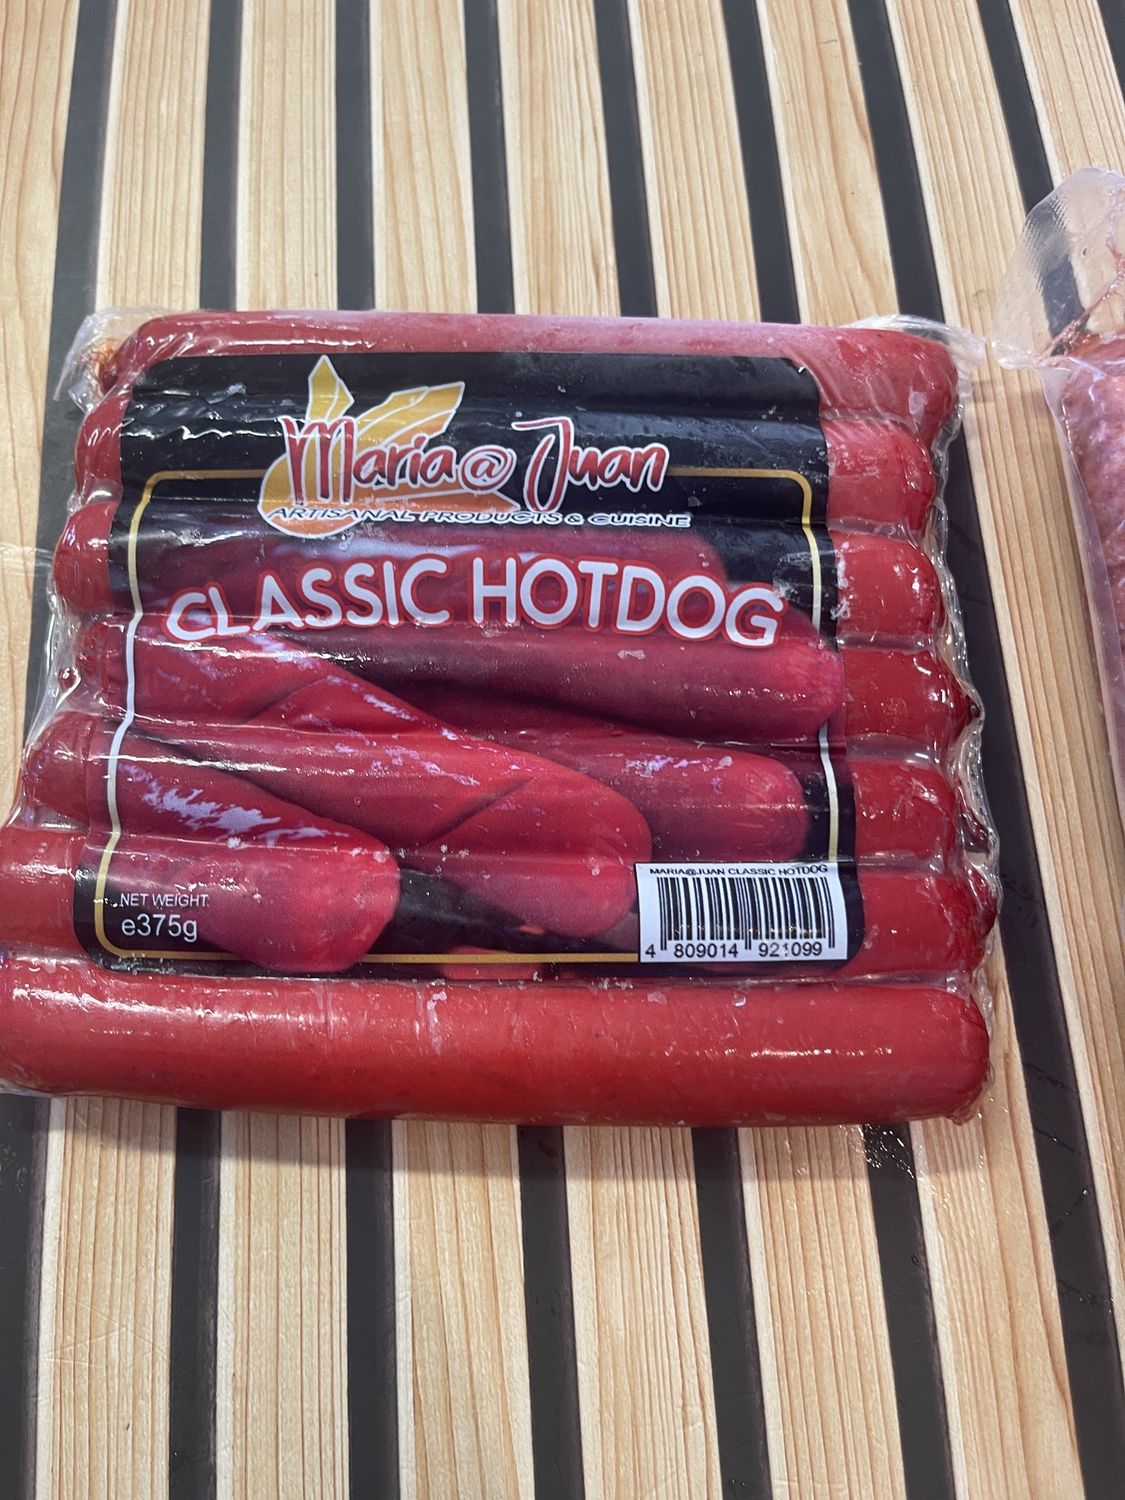 Maria@Juan
ARTISANAL PRODUCTS & CUISINE
CLASSIC HOTDOG
NET WEIGHT
e375g
MARIA@JUAN CLASSIC HOTDOG
4 809014 921099